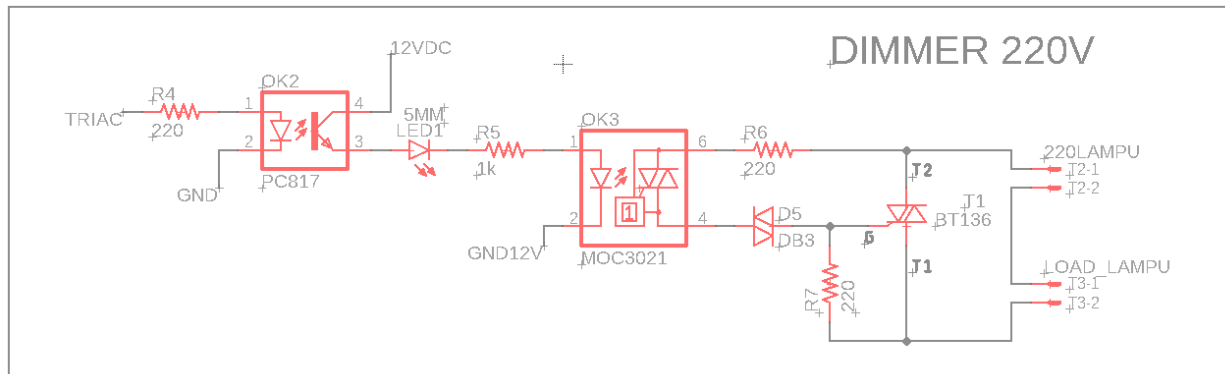 DIMMER 220V
12VDC
R4
OK2
TRIAC
220
1
4
2
3
GND
PC817
5MM
LED1
R5
1k
OK3
1
6
2
4
1
GND12V
MOC3021
R6
220
D5
DB3
R7
220
T2
G
T1
T1
BT136
220LAMPU
T2-1
T2-2
LOAD_LAMPU
T3-1
T3-2